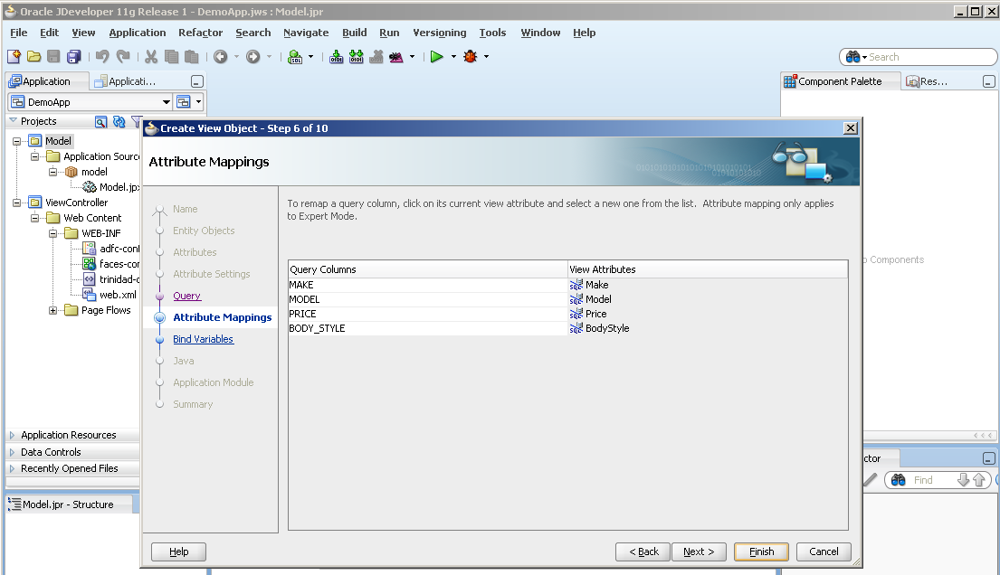 Oracle JDeveloper 11g Release 1 - DemoApp.jws : Model.jpr
File Edit View Application Refactor Search Navigate Build Run Versioning Tools Window Help
Search
Application Applicati... Component Palette Res...
DemoApp
Projects
Create View Object - Step 6 of 10
Model
Application Sourc
model
Model.jp
ViewController
Web Content
WEB-INF
adfc-con
faces-co
trinidad-
web.xml
Page Flows
Application Resources
Data Controls
Recently Opened Files
Model.jpr - Structure
Attribute Mappings
Name
Entity Objects
Attributes
Attribute Settings
Query
Attribute Mappings
Bind Variables
Java
Application Module
Summary
To remap a query column, click on its current view attribute and select a new one from the list. Attribute mapping only applies
to Expert Mode.
Query Columns View Attributes
MAKE Make
MODEL Model
PRICE Price
BODY_STYLE BodyStyle
Help < Back Next > Finish Cancel
o Components
ctor
Find